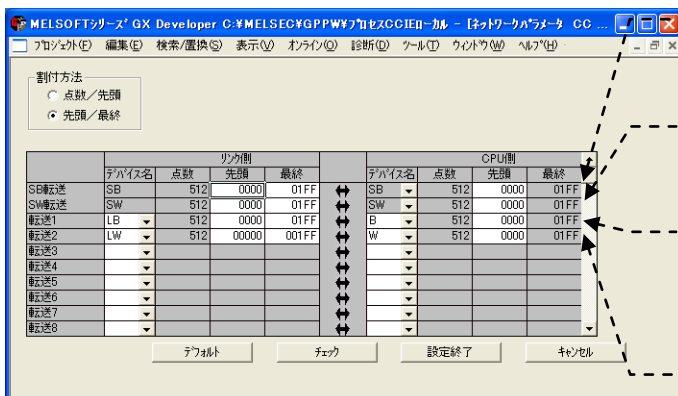 MELSOFTシリーズ GX Developer C:¥MELSEC¥GPPW¥プロセスCCIEローカル - [ネットワークパラメータ CC ...
プロジェクト(F) 編集(E) 検索/置換(S) 表示(V) オンライン(O) 診断(D) ツール(T) ウィンドウ(W) ヘルプ(H)
割付方法
点数/先頭
先頭/最終
リンク側 CPU側
デバイス名 点数 先頭 最終 デバイス名 点数 先頭 最終
SB転送 SB 512 0000 01FF SB 512 0000 01FF
SW転送 SW 512 0000 01FF SW 512 0000 01FF
転送1 LB 512 0000 01FF B 512 0000 01FF
転送2 LW 512 00000 001FF W 512 0000 01FF
転送3
転送4
転送5
転送6
転送7
転送8
デフォルト チェック 設定終了 キャンセル